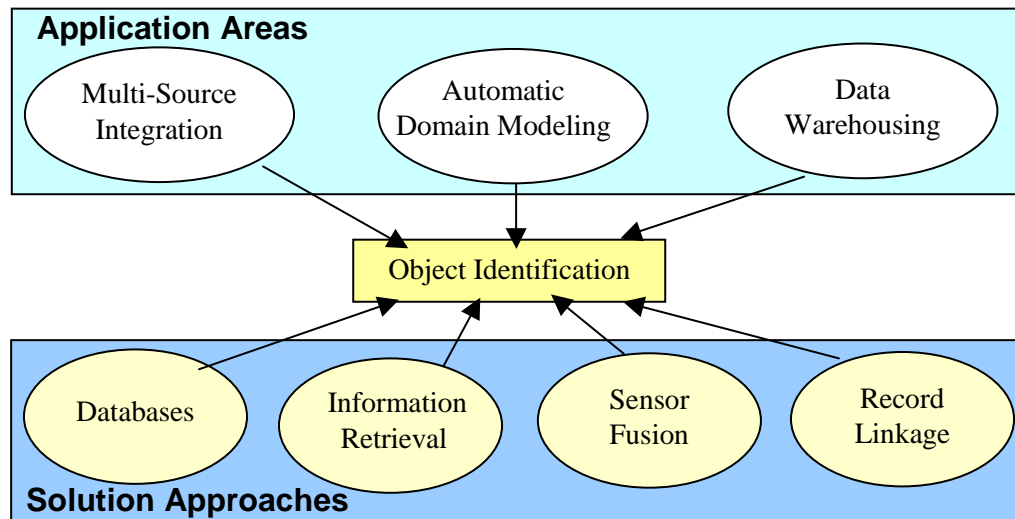 Application Areas
Multi-Source
Integration
Automatic
Domain Modeling
Data
Warehousing
Object Identification
Databases
Information
Retrieval
Sensor
Fusion
Record
Linkage
Solution Approaches